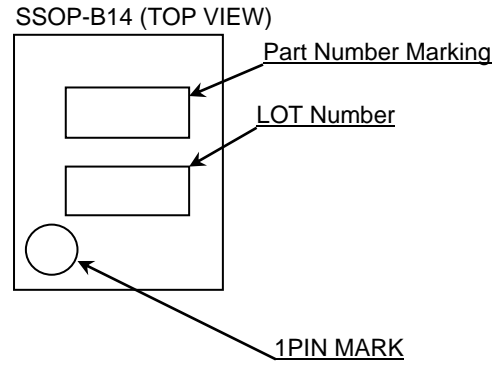 SSOP-B14 (TOP VIEW)
Part Number Marking
LOT Number
1PIN MARK